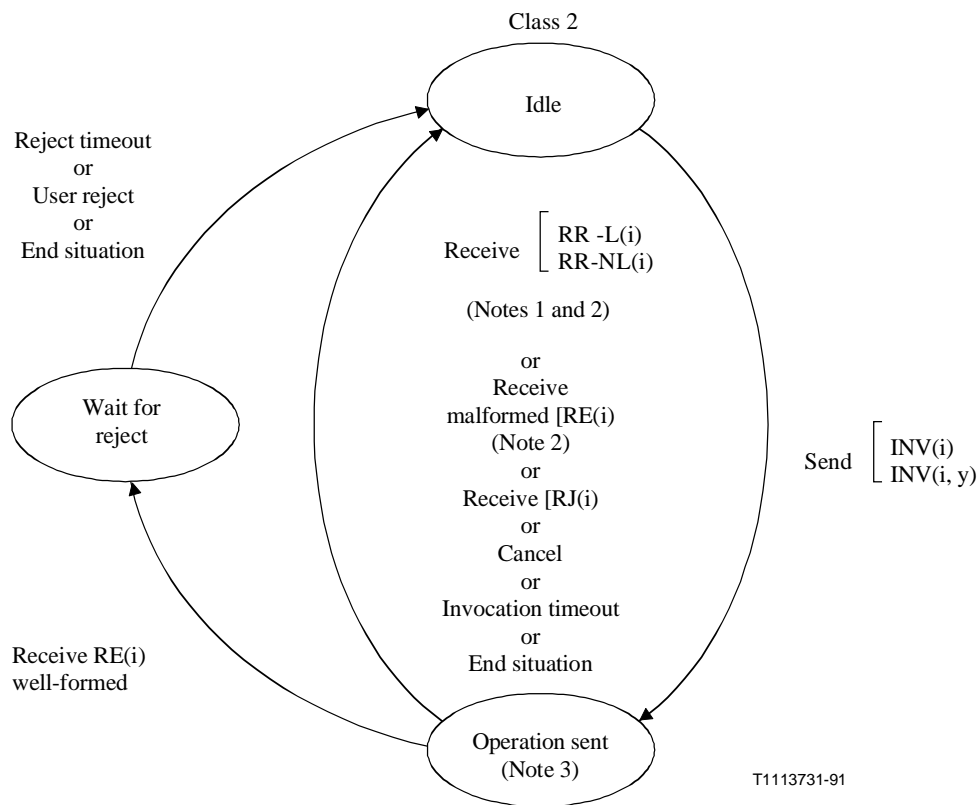 Class 2
Idle
Reject timeout
or
User reject
or
End situation
Receive [ RR -L(i)
RR-NL(i)
(Notes 1 and 2)
or
Receive
malformed [RE(i)
(Note 2)
or
Receive [RJ(i)
or
Cancel
or
Invocation timeout
or
End situation
Wait for
reject
Send [ INV(i)
INV(i, y)
Receive RE(i)
well-formed
Operation sent
(Note 3)
T1113731-91